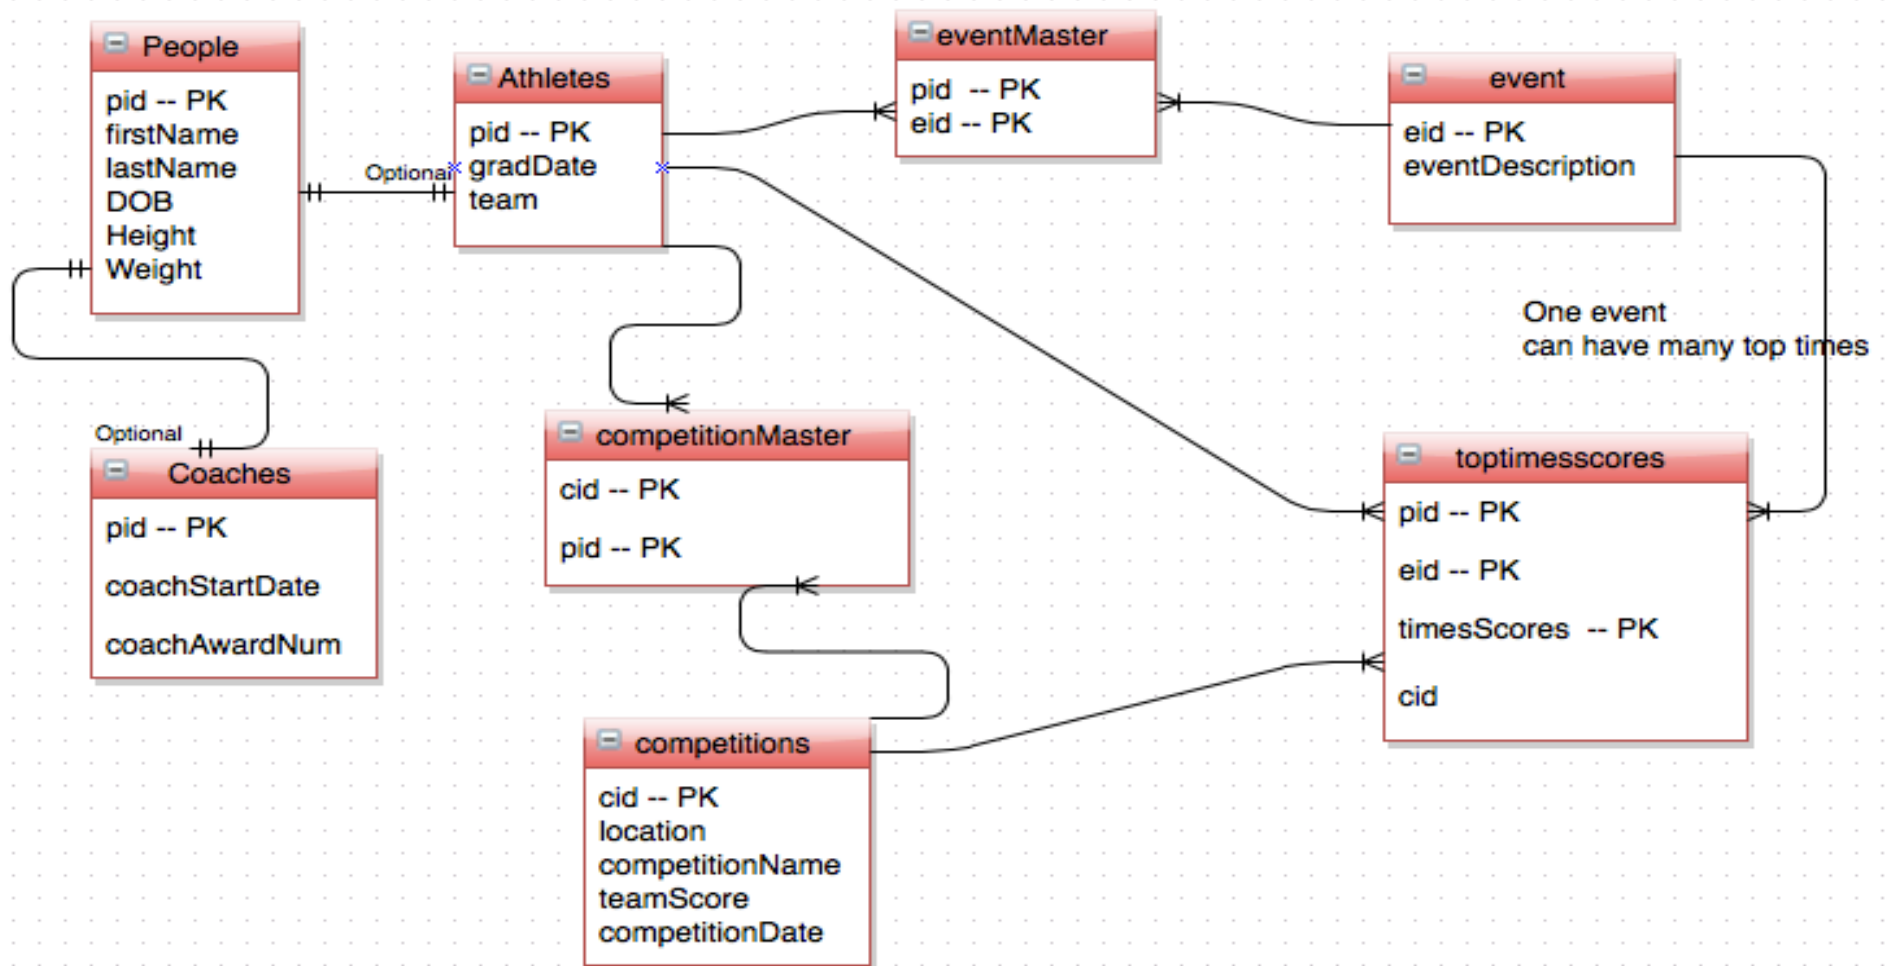 People
pid -- PK
firstName
lastName
DOB
Height
Weight
Optional
Athletes
pid -- PK
gradDate
team
eventMaster
pid -- PK
eid -- PK
event
eid -- PK
eventDescription
One event
can have many top times
Optional
Coaches
pid -- PK
coachStartDate
coachAwardNum
competitionMaster
cid -- PK
pid -- PK
toptimesscores
pid -- PK
eid -- PK
timesScores -- PK
cid
competitions
cid -- PK
location
competitionName
teamScore
competitionDate